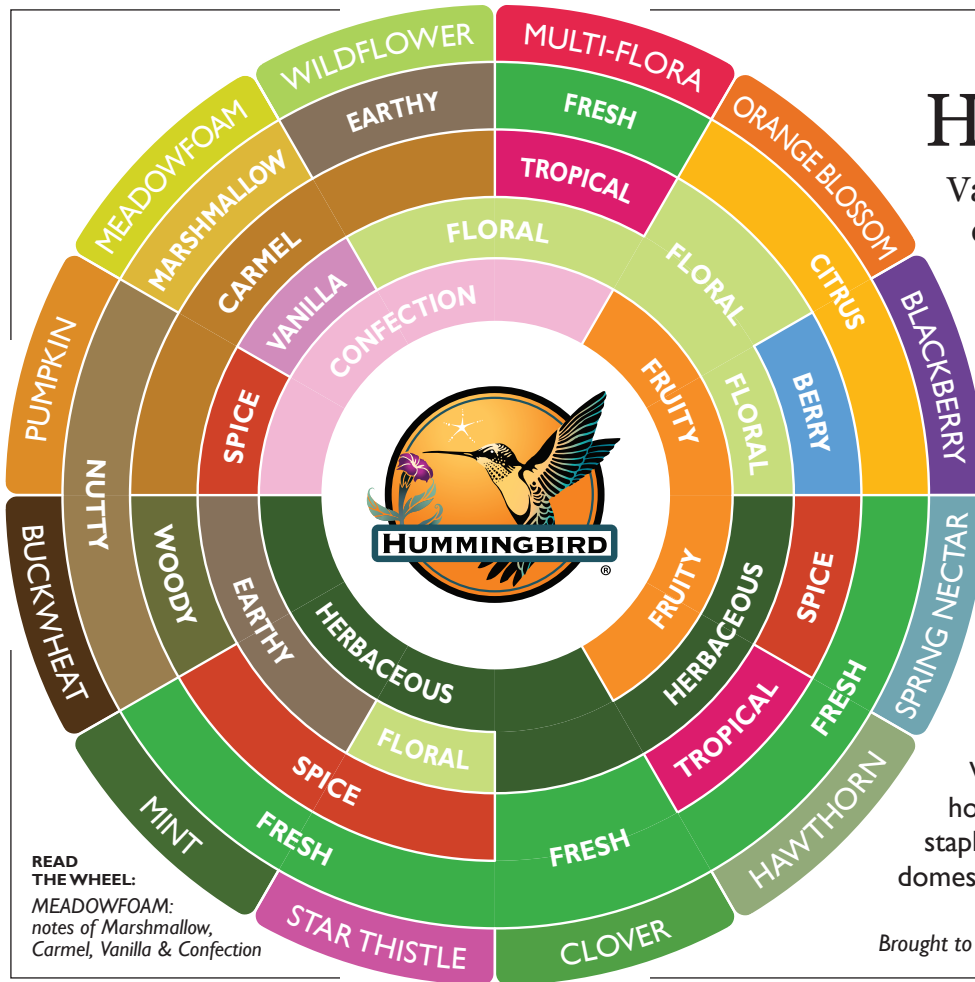 MULTI-FLORA
ORANGE BLOSSOM
BLACKBERRY
SPRING NECTAR
HAWTHORN
CLOVER
STAR THISTLE
MINT
BUCKWHEAT
PUMPKIN
MEADOWFOAM
WILDFLOWER
EARTHY
FRESH
TROPICAL
MARSHMALLOW
CARMEL
VANILLA
FLORAL
CONFECTION
FLORAL
CITRUS
FRUITY
FLORAL
BERRY
SPICE
NUTTY
WOODY
EARTHY
HERBACEOUS
FLORAL
SPICE
FRESH
FRUITY
HERBACEOUS
SPICE
TROPICAL
FRESH
FRESH
HUMMINGBIRD
®
READ
THE WHEEL:
MEADOWFOAM:
notes of Marshmallow,
Carmel, Vanilla & Confection
H
Va
ho
stapl
domes
Brought to